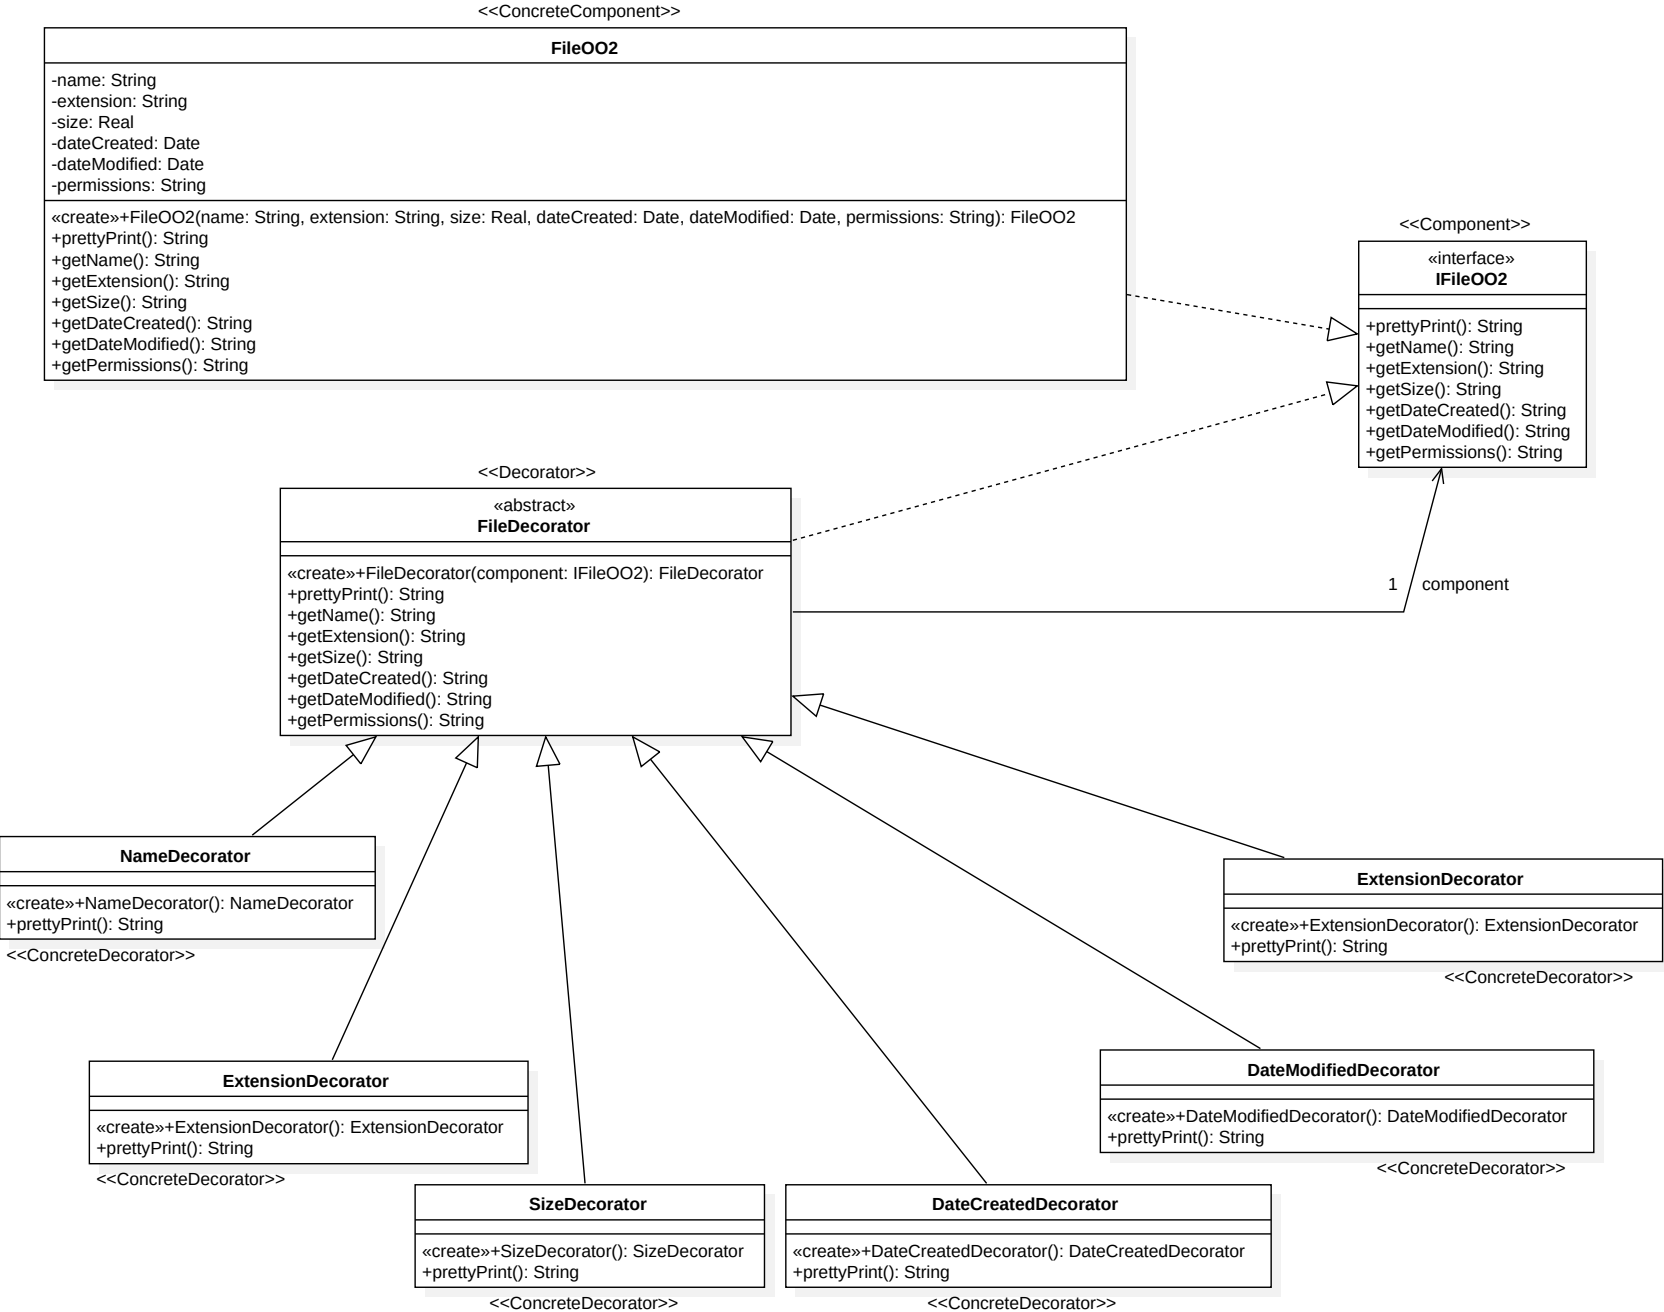 <<ConcreteComponent>>
FileOO2
-name: String
-extension: String
-size: Real
-dateCreated: Date
-dateModified: Date
-permissions: String
«create»+FileOO2(name: String, extension: String, size: Real, dateCreated: Date, dateModified: Date, permissions: String): FileOO2
+prettyPrint(): String
+getName(): String
+getExtension(): String
+getSize(): String
+getDateCreated(): String
+getDateModified(): String
+getPermissions(): String
<<Component>>
«interface»
IFileOO2
+prettyPrint(): String
+getName(): String
+getExtension(): String
+getSize(): String
+getDateCreated(): String
+getDateModified(): String
+getPermissions(): String
<<Decorator>>
«abstract»
FileDecorator
«create»+FileDecorator(component: IFileOO2): FileDecorator
+prettyPrint(): String
+getName(): String
+getExtension(): String
+getSize(): String
+getDateCreated(): String
+getDateModified(): String
+getPermissions(): String
1 component
NameDecorator
«create»+NameDecorator(): NameDecorator
+prettyPrint(): String
<<ConcreteDecorator>>
ExtensionDecorator
«create»+ExtensionDecorator(): ExtensionDecorator
+prettyPrint(): String
<<ConcreteDecorator>>
ExtensionDecorator
«create»+ExtensionDecorator(): ExtensionDecorator
+prettyPrint(): String
<<ConcreteDecorator>>
DateModifiedDecorator
«create»+DateModifiedDecorator(): DateModifiedDecorator
+prettyPrint(): String
<<ConcreteDecorator>>
SizeDecorator
«create»+SizeDecorator(): SizeDecorator
+prettyPrint(): String
<<ConcreteDecorator>>
DateCreatedDecorator
«create»+DateCreatedDecorator(): DateCreatedDecorator
+prettyPrint(): String
<<ConcreteDecorator>>